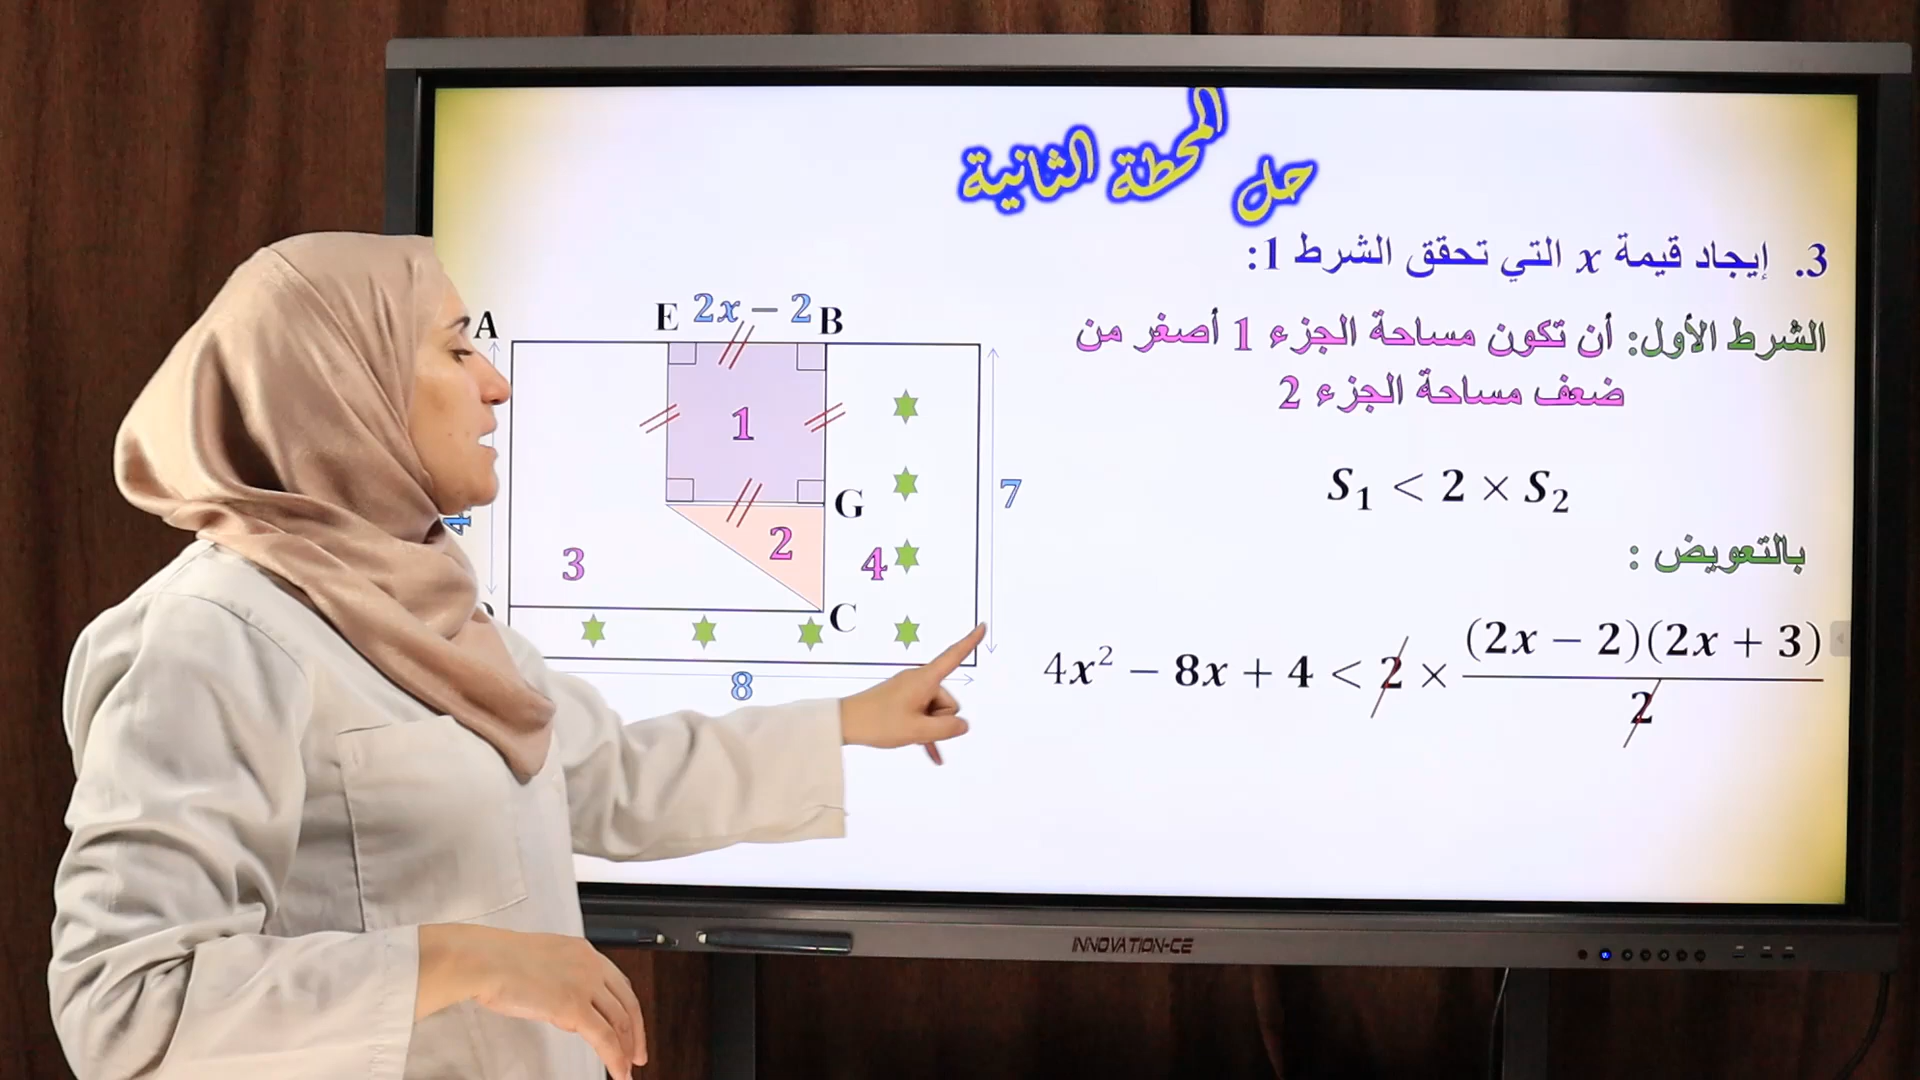 حل المحطة الثانية
3. إيجاد قيمة x التي تحقق الشرط 1:
الشرط الأول: أن تكون مساحة الجزء 1 أصغر من
ضعف مساحة الجزء 2
S₁ < 2 × S₂
بالتعويض :
4x² − 8x + 4 < 2 × (2x − 2)(2x + 3)
2
A
E
2x − 2
B
1
G
7
2
3
4
C
8
INNOVATION-CE